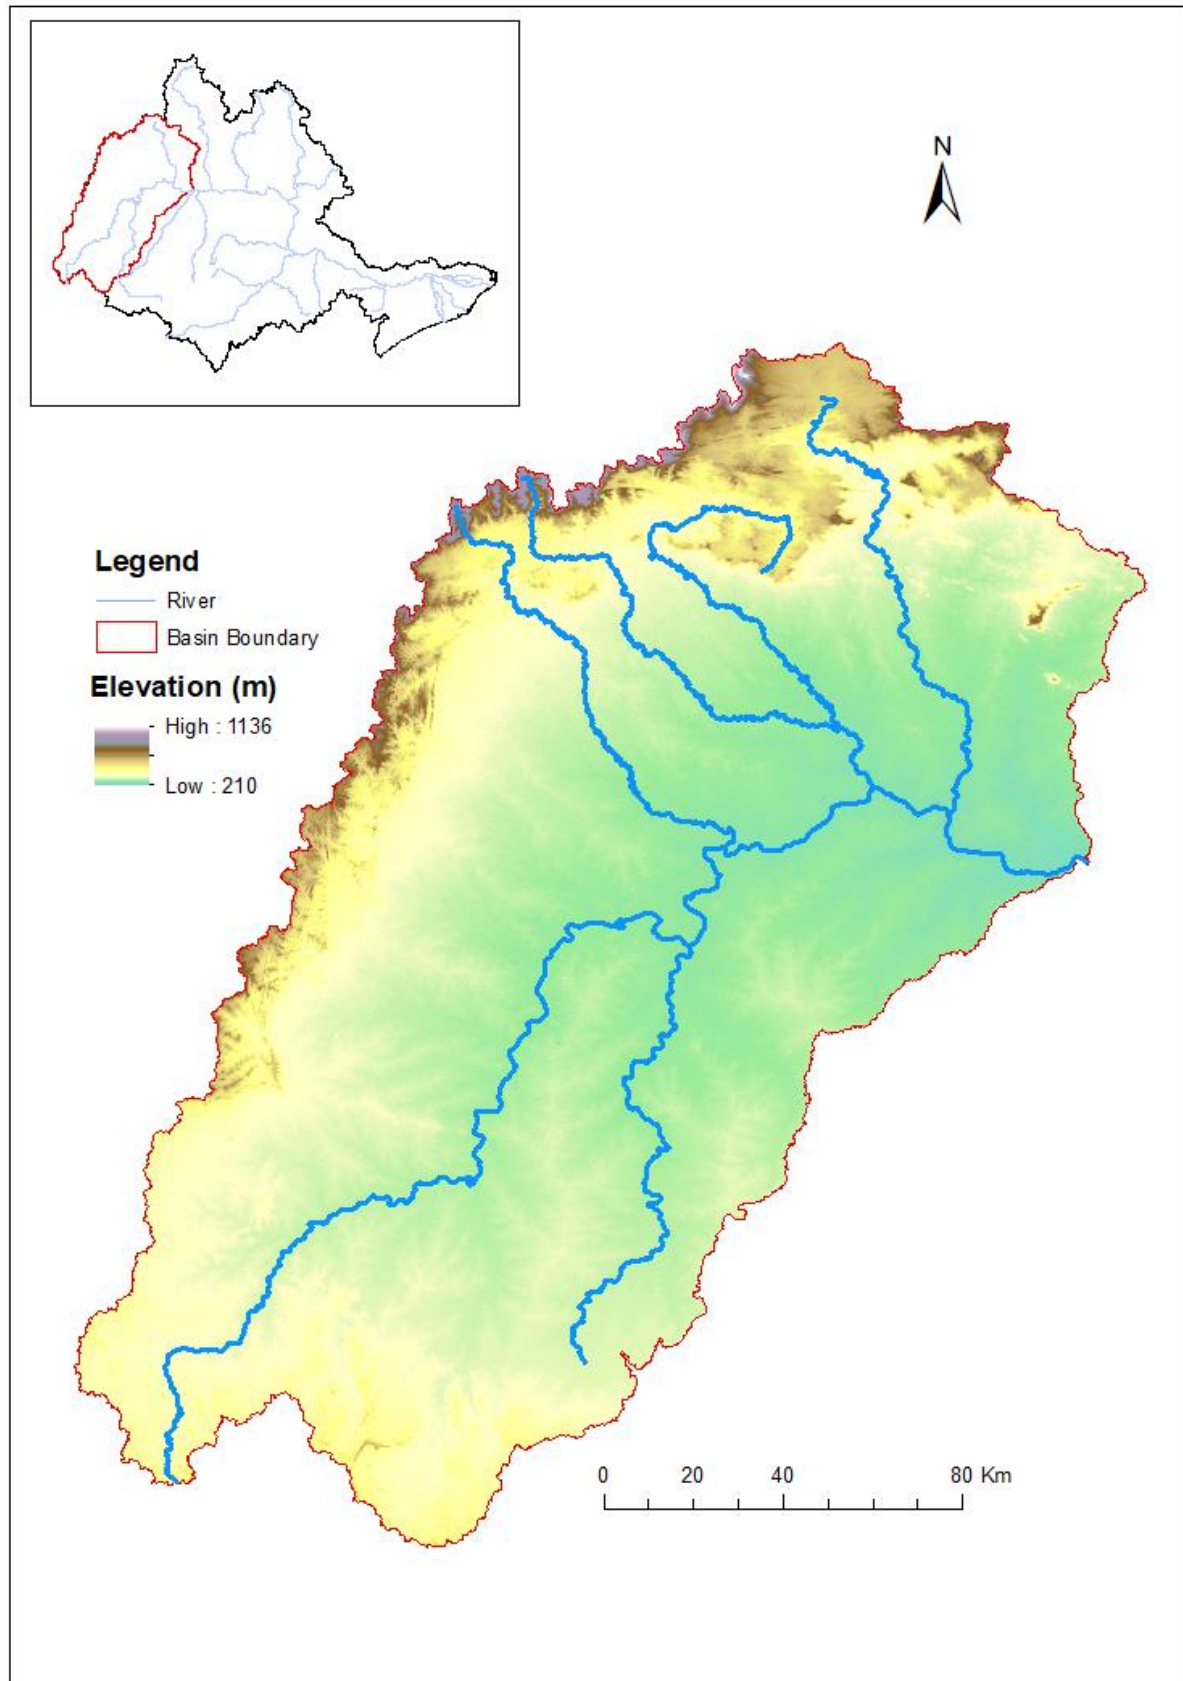 N
Legend
River
Basin Boundary
Elevation (m)
High : 1136
Low : 210
0 20 40 80 Km